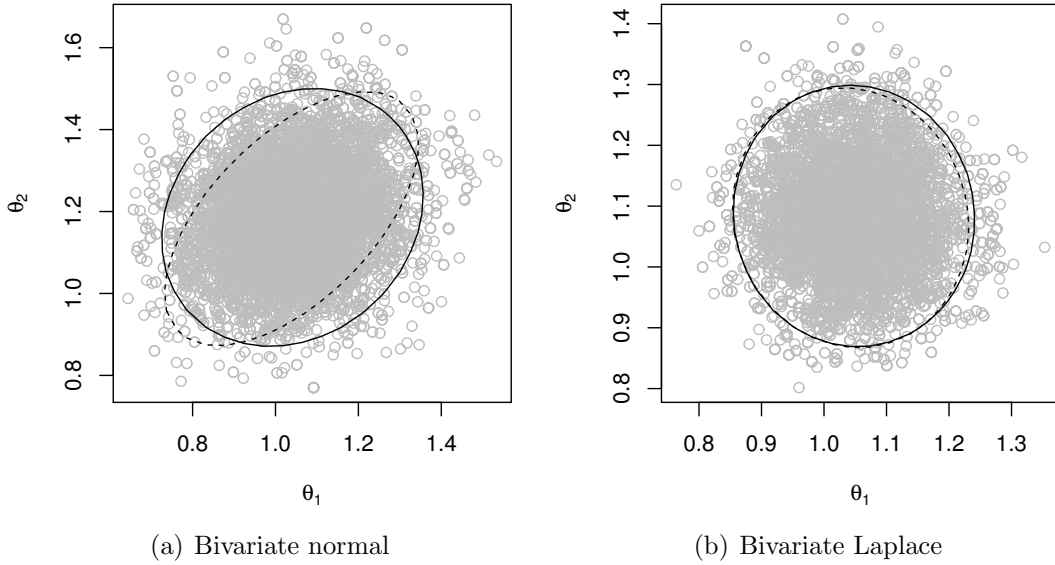 1.6
1.4
1.2
1.0
0.8
θ2
0.8 1.0 1.2 1.4
θ1
(a) Bivariate normal
1.4
1.3
1.2
1.1
1.0
0.9
0.8
θ2
0.8 0.9 1.0 1.1 1.2 1.3
θ1
(b) Bivariate Laplace